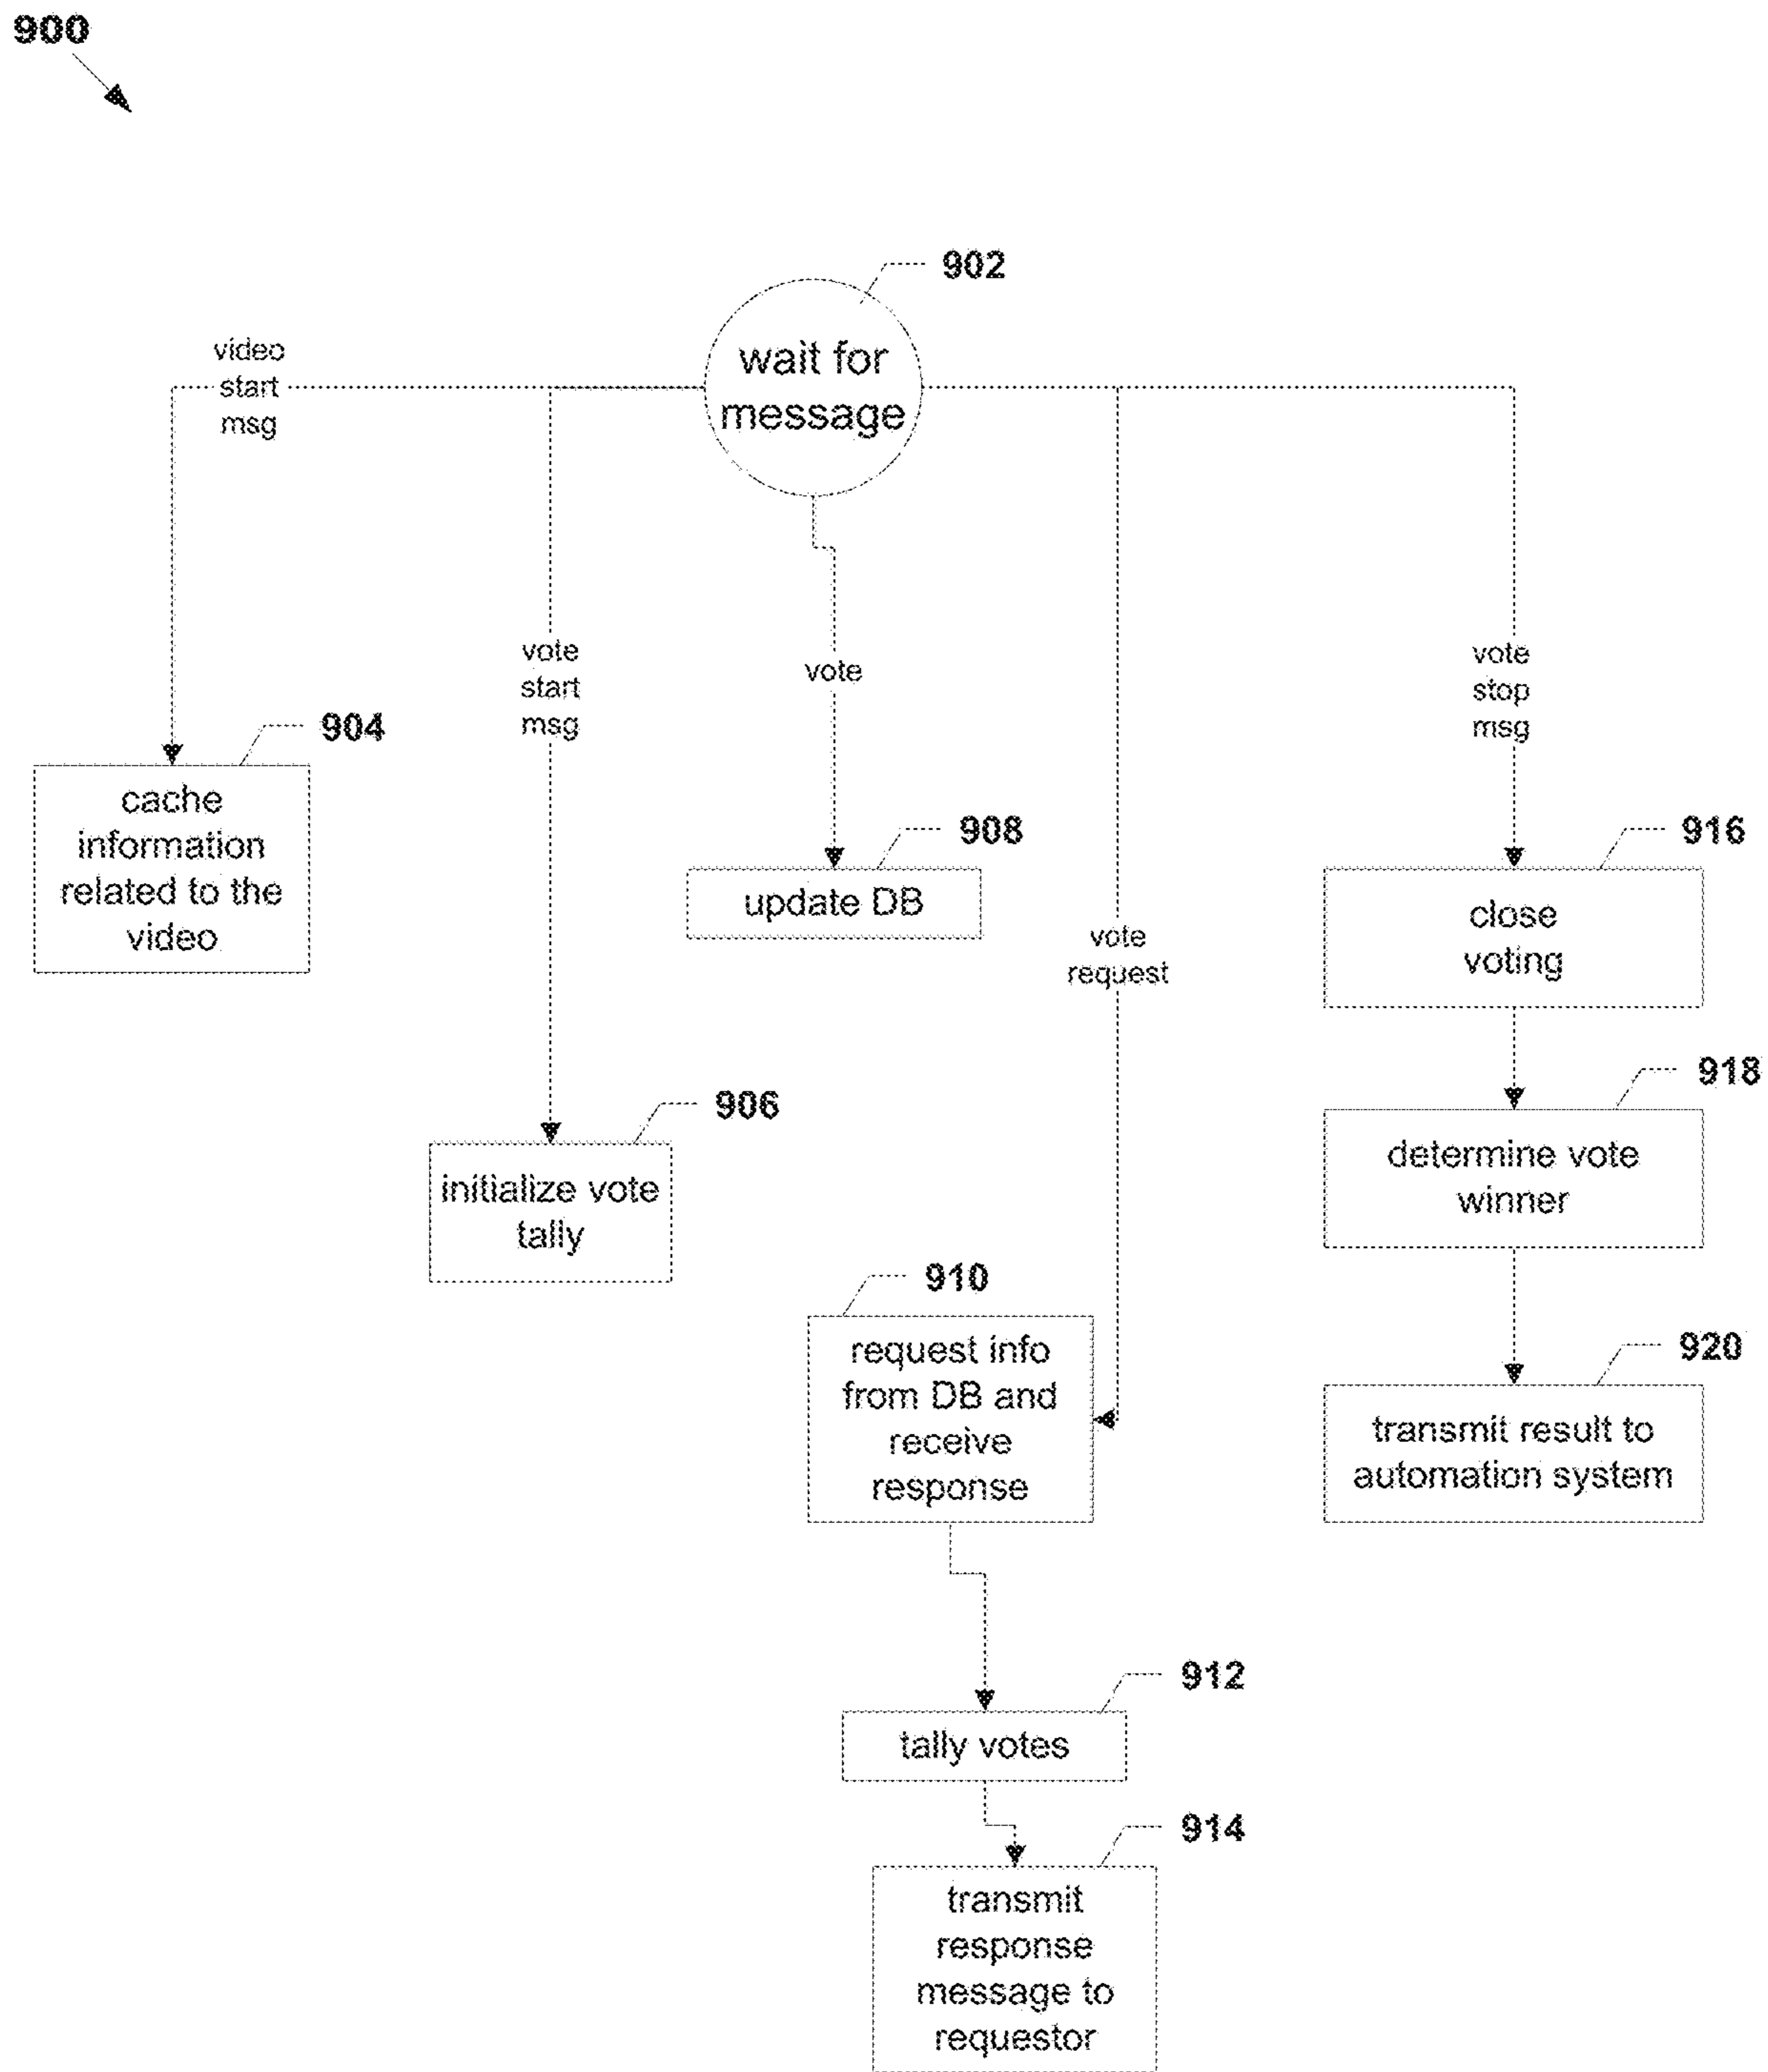 900
902
wait for
message
video
start
msg
vote
start
msg
vote
vote
stop
msg
904
cache
information
related to the
video
908
update DB
916
close
voting
vote
request
918
determine vote
winner
906
initialize vote
tally
910
request info
from DB and
receive
response
920
transmit result to
automation system
912
tally votes
914
transmit
response
message to
requestor